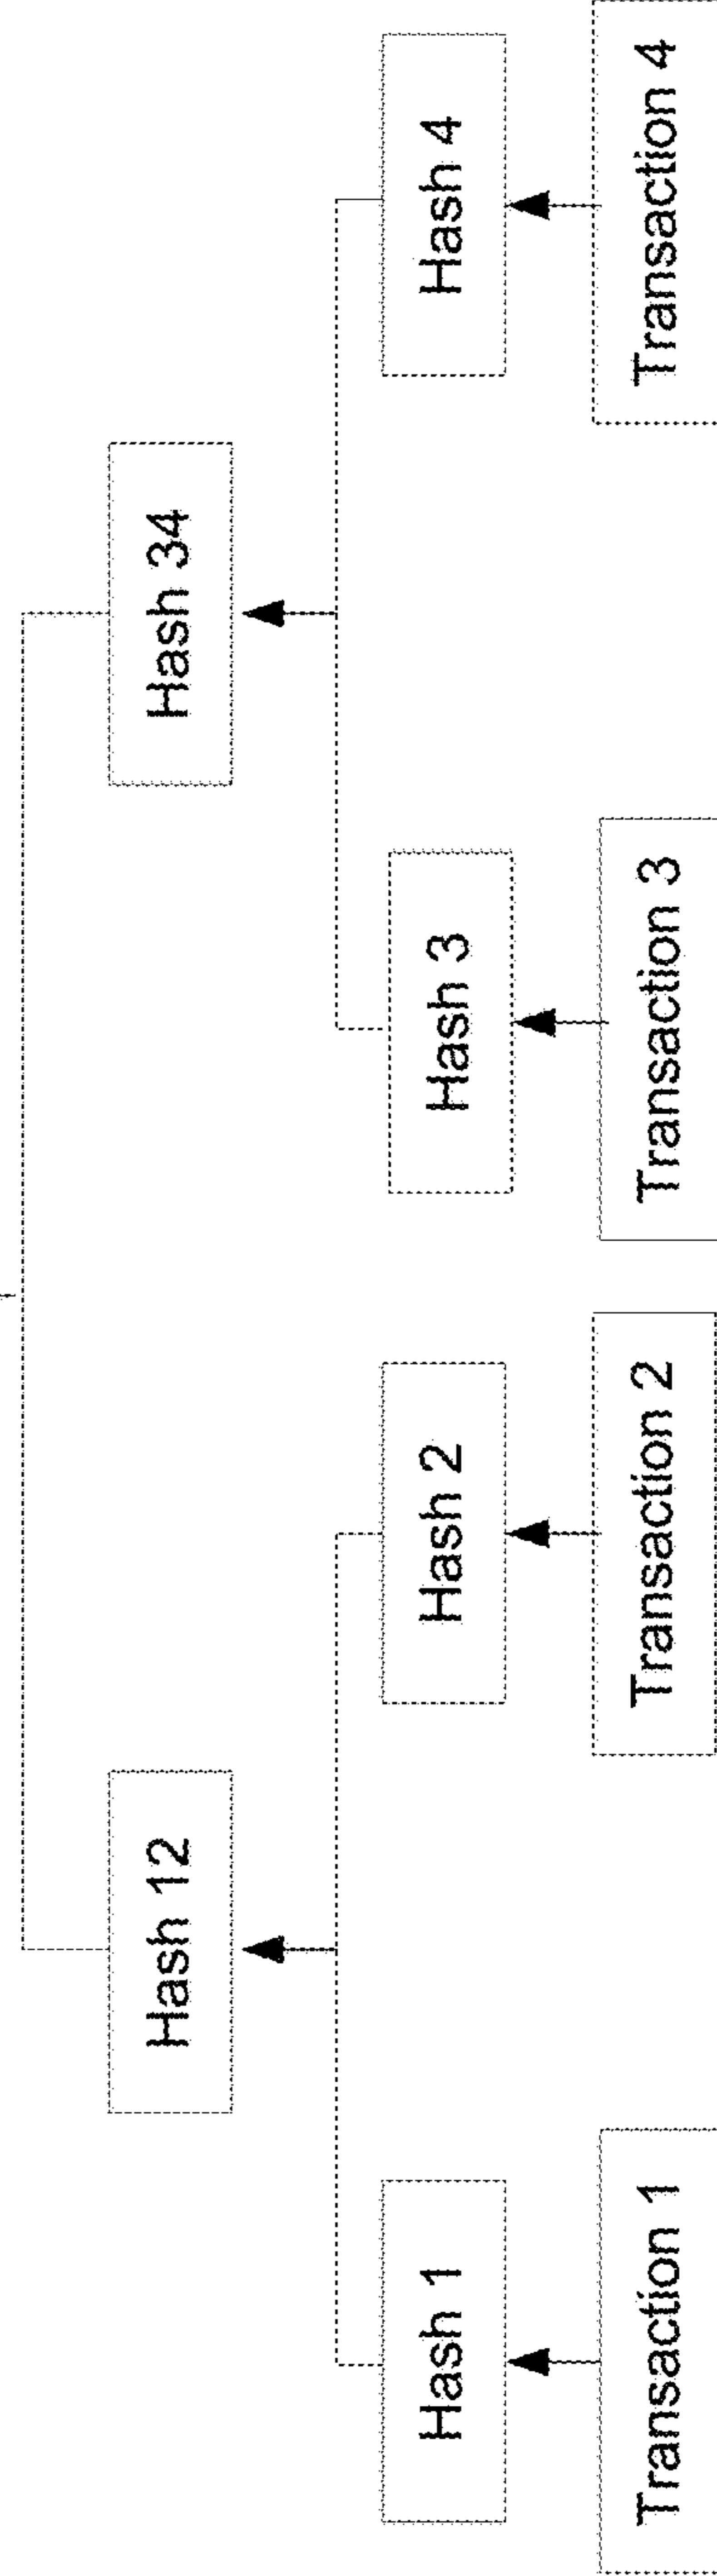 Hash 12
Hash 34
Hash 1
Hash 2
Hash 3
Hash 4
Transaction 1
Transaction 2
Transaction 3
Transaction 4